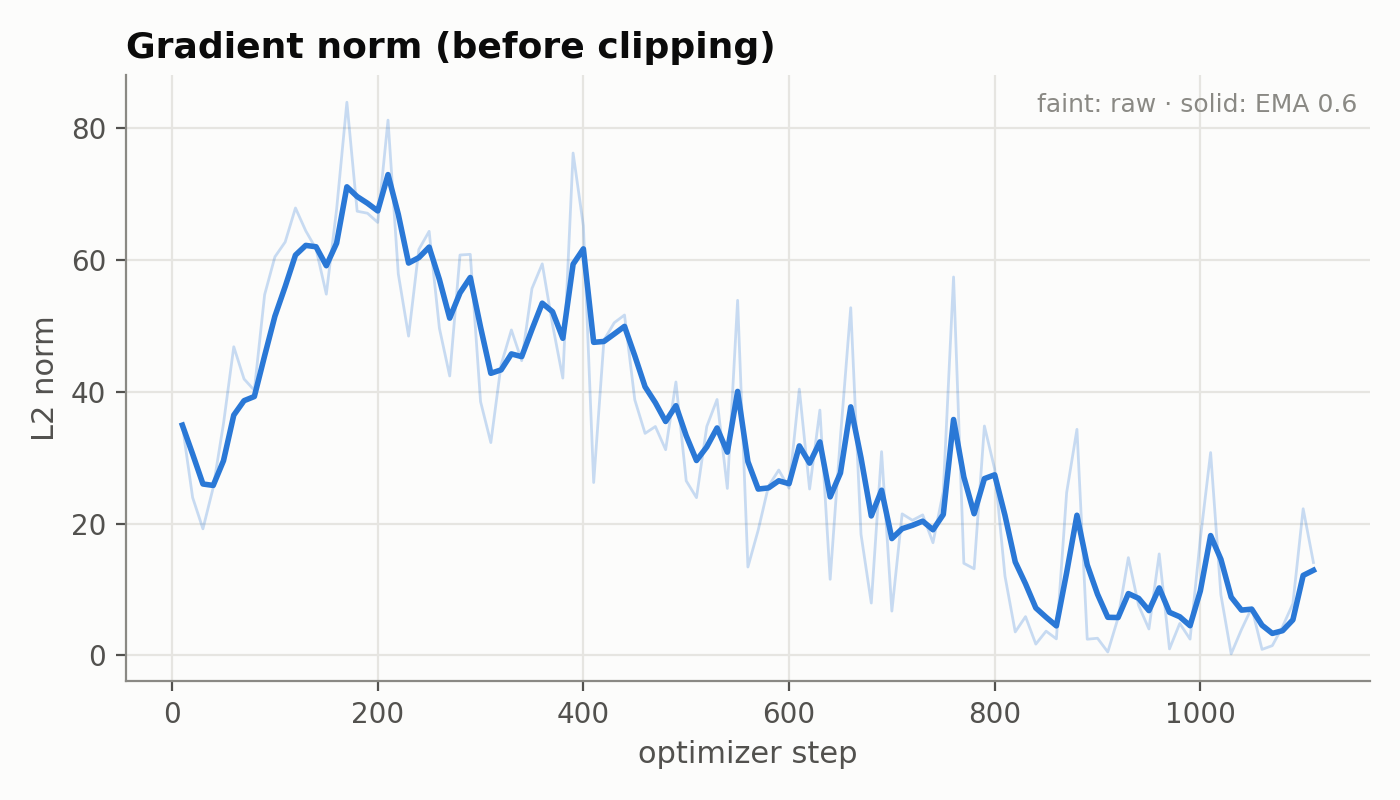 Gradient norm (before clipping)
faint: raw · solid: EMA 0.6
80
60
40
20
0
L2 norm
0 200 400 600 800 1000
optimizer step